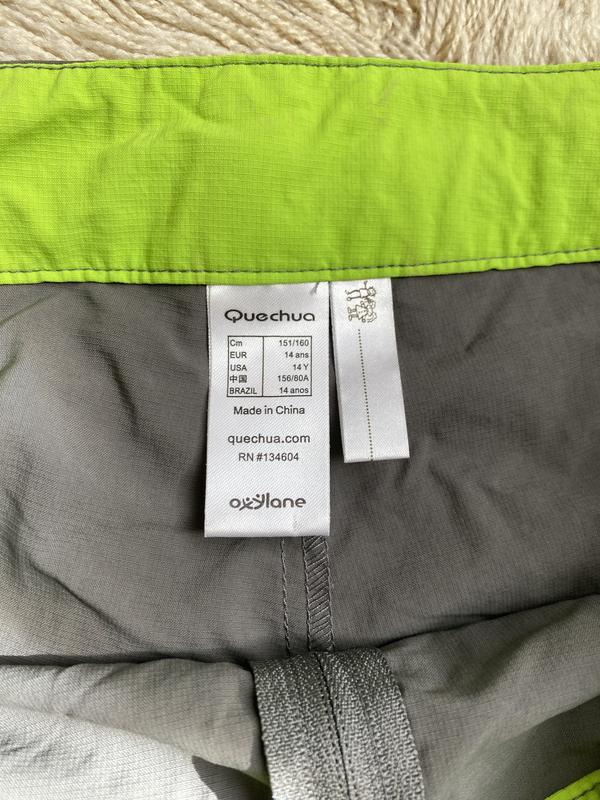 Quechua
Cm 151/160
EUR 14 ans
USA 14 Y
中国 156/80A
BRAZIL 14 anos
Made in China
quechua.com
RN #134604
oxylane